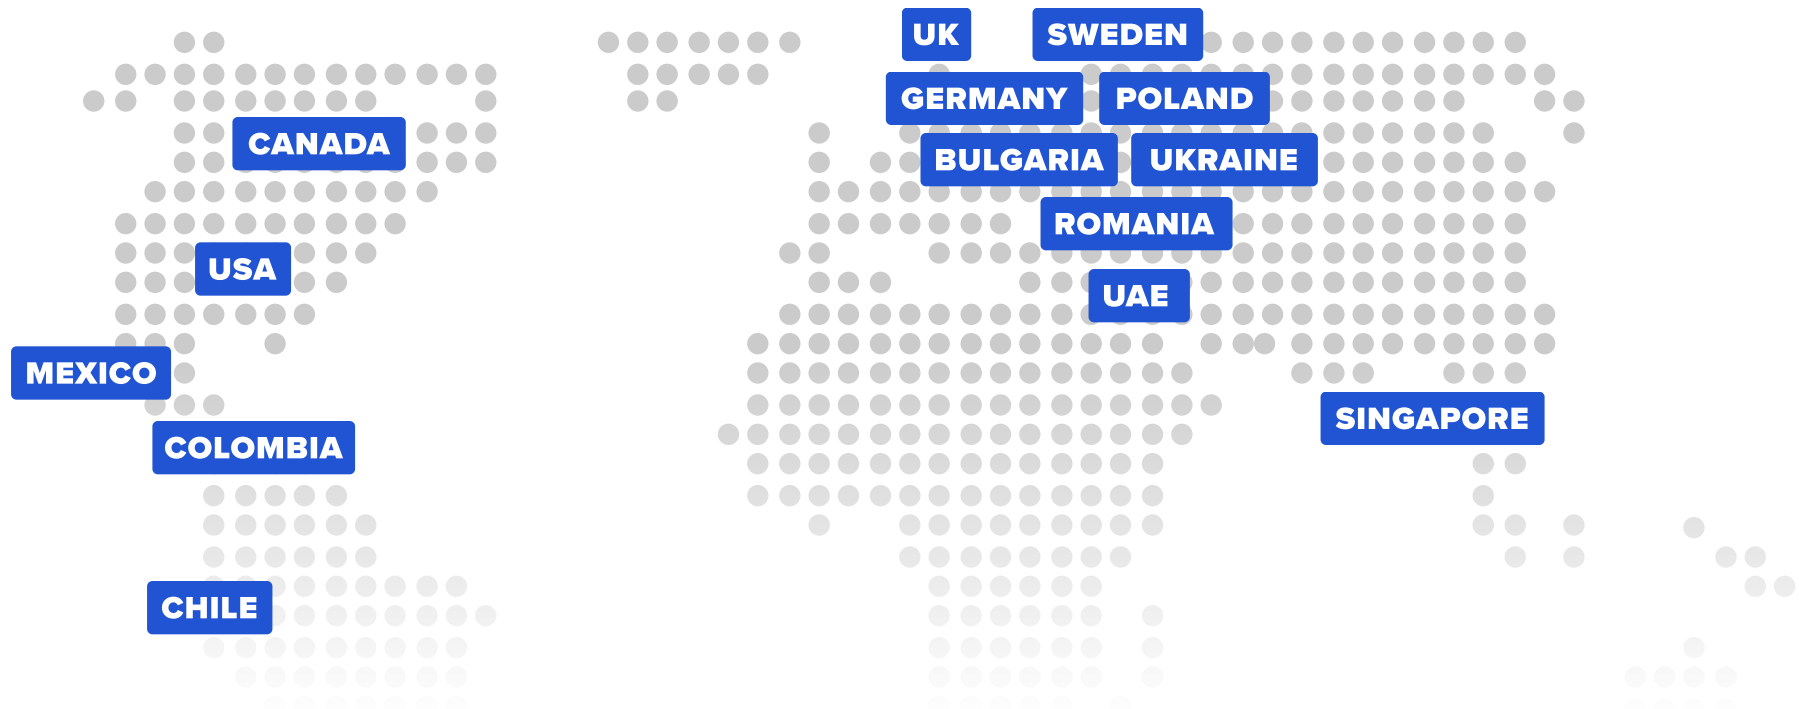 UK
SWEDEN
GERMANY
POLAND
CANADA
BULGARIA
UKRAINE
ROMANIA
USA
UAE
MEXICO
SINGAPORE
COLOMBIA
CHILE